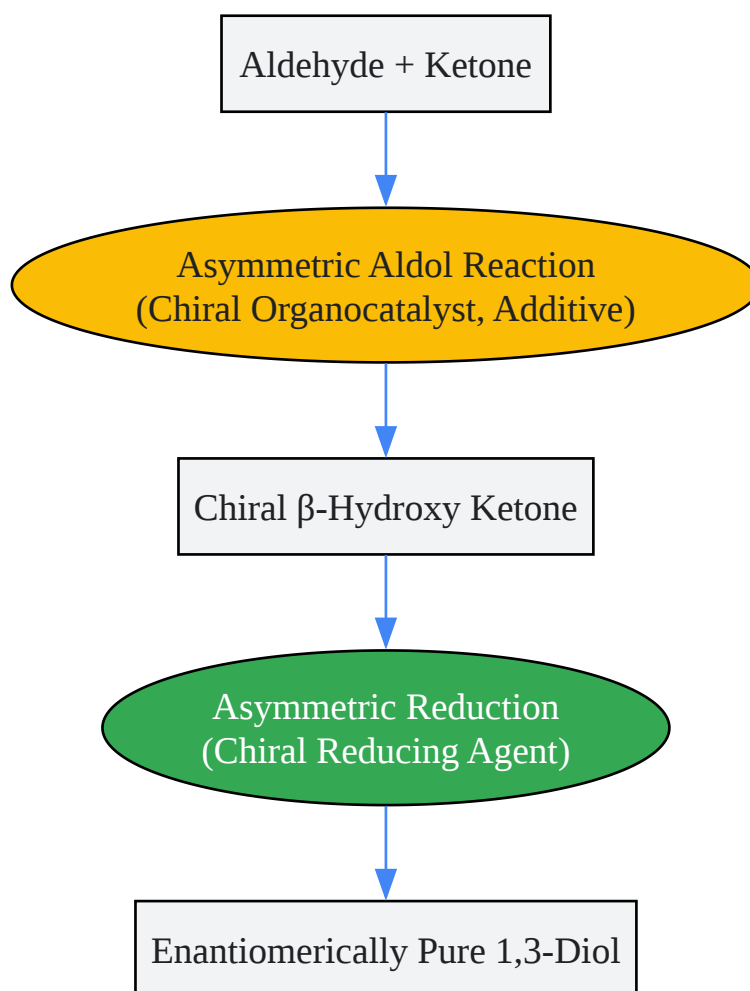 Aldehyde + Ketone
Asymmetric Aldol Reaction
(Chiral Organocatalyst, Additive)
Chiral β-Hydroxy Ketone
Asymmetric Reduction
(Chiral Reducing Agent)
Enantiomerically Pure 1,3-Diol